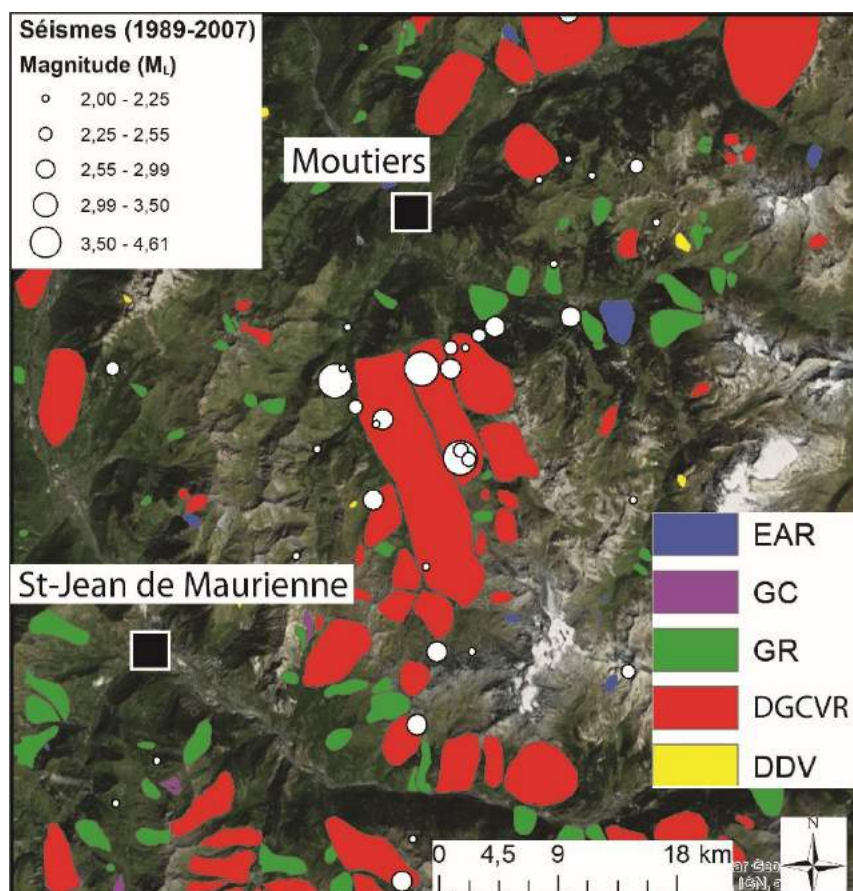 Séismes (1989-2007)
Magnitude (ML)
2,00 - 2,25
2,25 - 2,55
2,55 - 2,99
2,99 - 3,50
3,50 - 4,61
Moutiers
St-Jean de Maurienne
EAR
GC
GR
DGCVR
DDV
N
0 4,5 9 18 km
IGN,